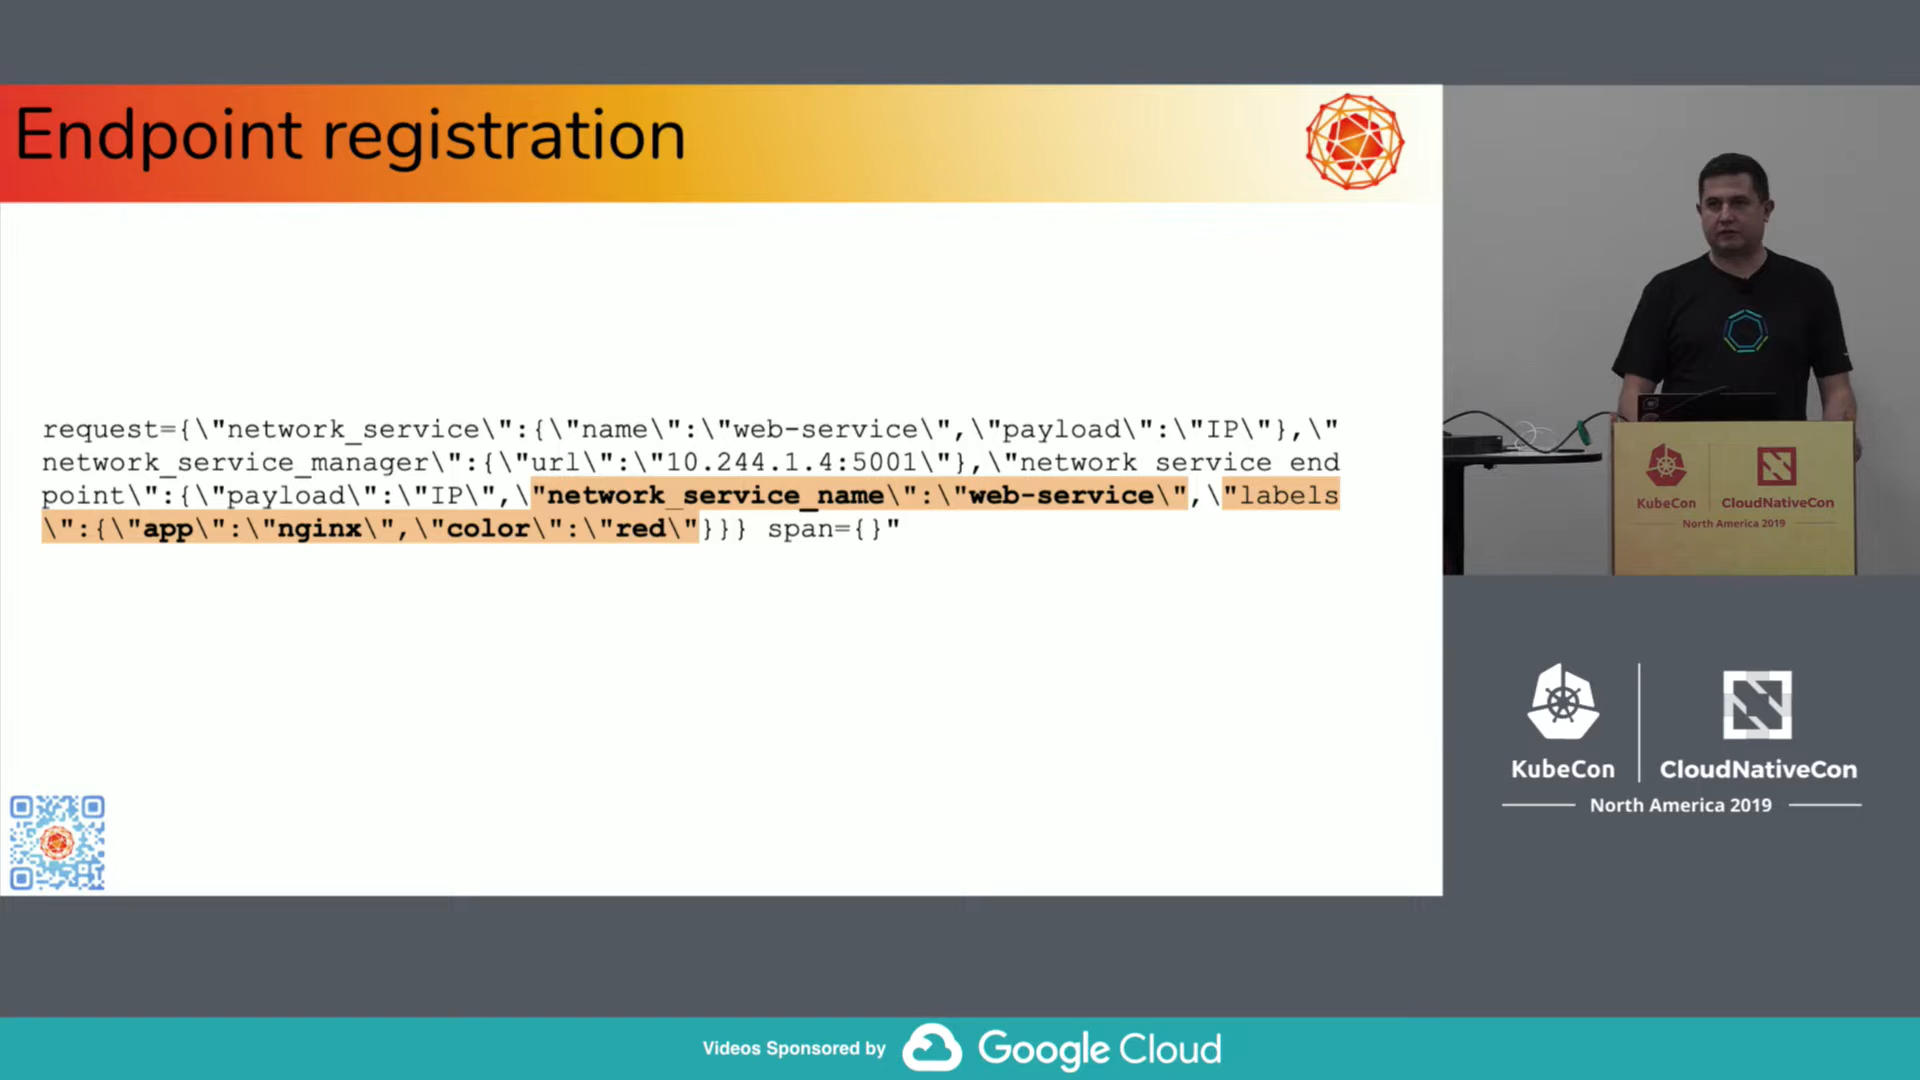 Endpoint registration
request={\"network_service\":{\"name\":\"web-service\",\"payload\":\"IP\"},\"
network_service_manager\":{\"url\":\"10.244.1.4:5001\"},\"network service end
point\":{\"payload\":\"IP\",\"network_service_name\":\"web-service\",\"labels
\":{\"app\":\"nginx\",\"color\":\"red\"}}} span={}"
KubeCon
CloudNativeCon
North America 2019
KubeCon
CloudNativeCon
North America 2019
Videos Sponsored by
Google Cloud